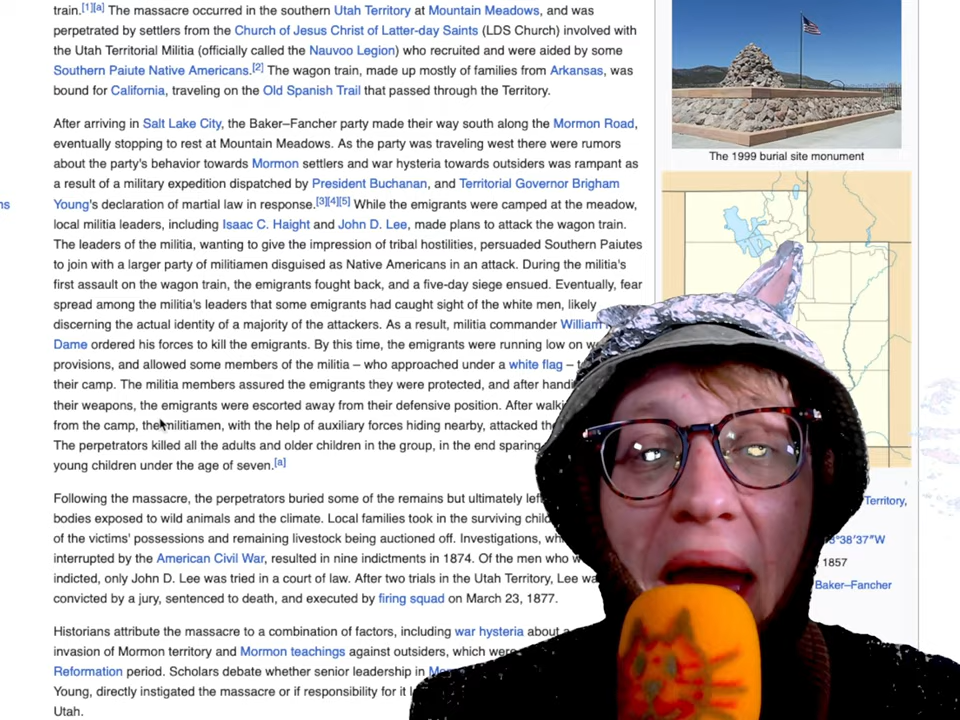 train.[1][a] The massacre occurred in the southern Utah Territory at Mountain Meadows, and was
perpetrated by settlers from the Church of Jesus Christ of Latter-day Saints (LDS Church) involved with
the Utah Territorial Militia (officially called the Nauvoo Legion) who recruited and were aided by some
Southern Paiute Native Americans.[2] The wagon train, made up mostly of families from Arkansas, was
bound for California, traveling on the Old Spanish Trail that passed through the Territory.
After arriving in Salt Lake City, the Baker–Fancher party made their way south along the Mormon Road,
eventually stopping to rest at Mountain Meadows. As the party was traveling west there were rumors
about the party's behavior towards Mormon settlers and war hysteria towards outsiders was rampant as
a result of a military expedition dispatched by President Buchanan, and Territorial Governor Brigham
Young's declaration of martial law in response.[3][4][5] While the emigrants were camped at the meadow,
local militia leaders, including Isaac C. Haight and John D. Lee, made plans to attack the wagon train.
The leaders of the militia, wanting to give the impression of tribal hostilities, persuaded Southern Paiutes
to join with a larger party of militiamen disguised as Native Americans in an attack. During the militia's
first assault on the wagon train, the emigrants fought back, and a five-day siege ensued. Eventually, fear
spread among the militia's leaders that some emigrants had caught sight of the white men, likely
discerning the actual identity of a majority of the attackers. As a result, militia commander William
Dame ordered his forces to kill the emigrants. By this time, the emigrants were running low on
provisions, and allowed some members of the militia – who approached under a white flag –
their camp. The militia members assured the emigrants they were protected, and after
their weapons, the emigrants were escorted away from their defensive position. After
from the camp, the militiamen, with the help of auxiliary forces hiding nearby, attacked
The perpetrators killed all the adults and older children in the group, in the end sparing
young children under the age of seven.[a]
Following the massacre, the perpetrators buried some of the remains but ultimately
bodies exposed to wild animals and the climate. Local families took in the surviving
of the victims' possessions and remaining livestock being auctioned off. Investigations,
interrupted by the American Civil War, resulted in nine indictments in 1874. Of the men who
indicted, only John D. Lee was tried in a court of law. After two trials in the Utah Territory, Lee
convicted by a jury, sentenced to death, and executed by firing squad on March 23, 1877.
Historians attribute the massacre to a combination of factors, including war hysteria about
invasion of Mormon territory and Mormon teachings against outsiders, which were
Reformation period. Scholars debate whether senior leadership in
Young, directly instigated the massacre or if responsibility for it
Utah.
The 1999 burial site monument
Territory,
3°38′37″W
1857
Baker–Fancher